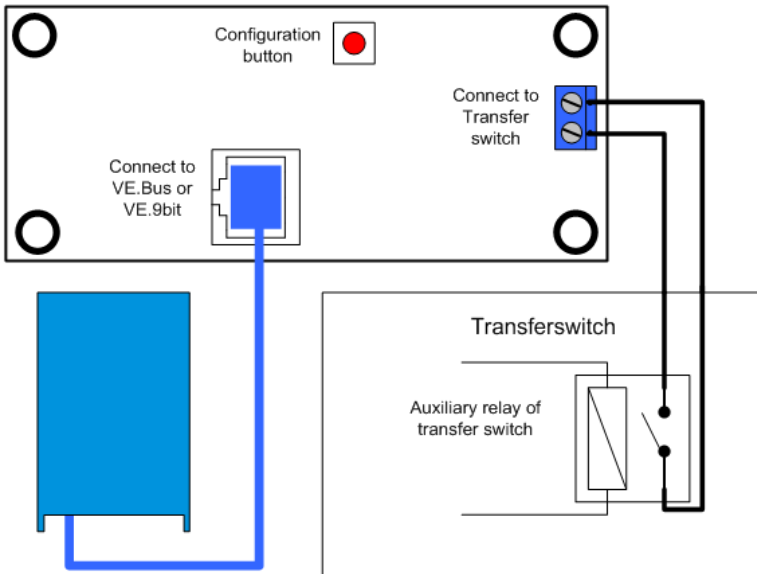 Configuration
button
Connect to
Transfer
switch
Connect to
VE.Bus or
VE.9bit
Transferswitch
Auxiliary relay of
transfer switch